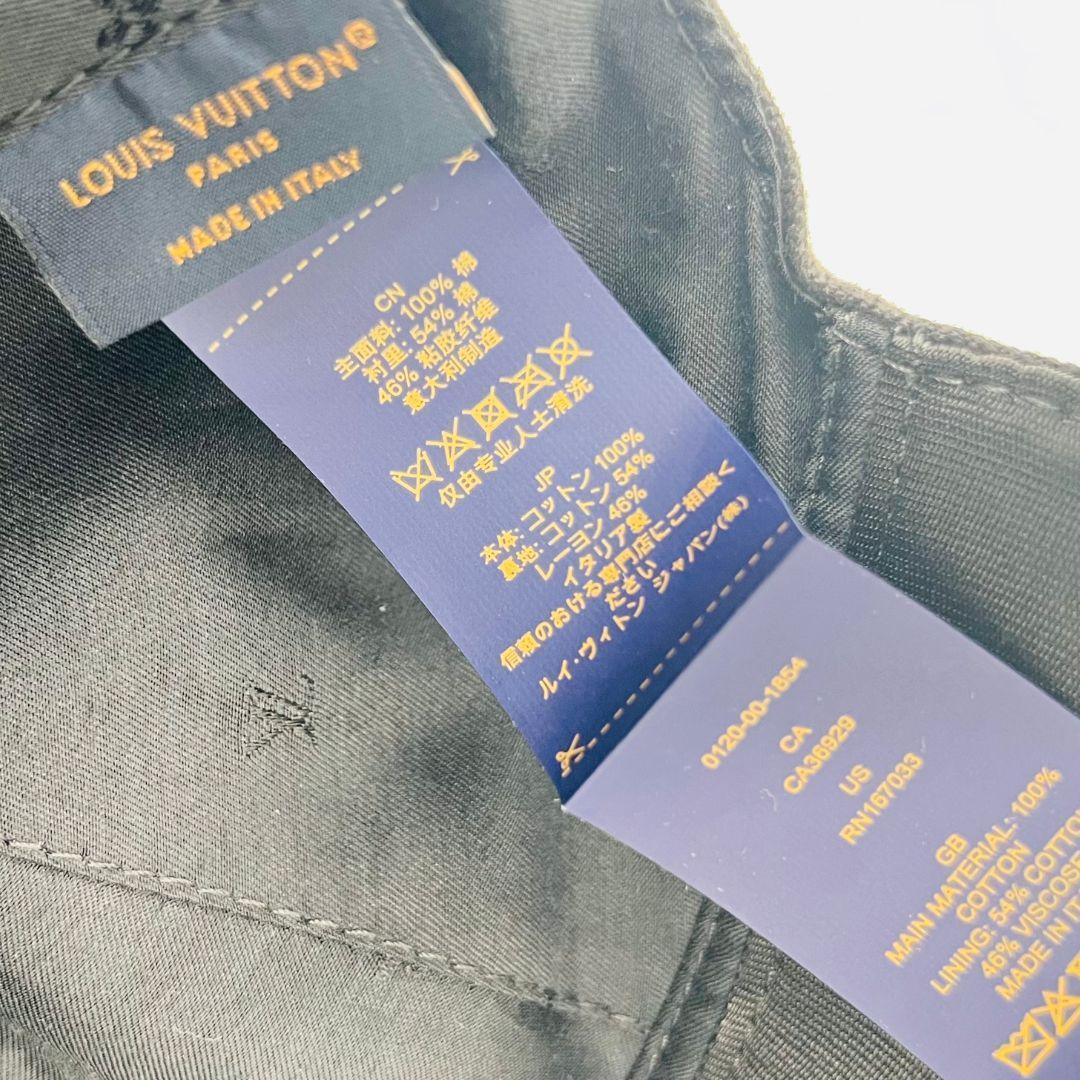 LOUIS VUITTON®
PARIS
MADE IN ITALY
CN
主面料: 100% 棉
衬里: 54% 棉
46% 粘胶纤维
意大利制造
仅由专业人士清洗
JP
本体: コットン 100%
裏地: コットン 54%
レーヨン 46%
イタリア製
信頼のおける専門店にご相談く
ださい
ルイ・ヴィトン ジャパン(株)
0120-00-1854
CA
CA36929
US
RN167033
GB
MAIN MATERIAL: 100%
COTTON
LINING: 54% COTTON
46% VISCOSE
MADE IN IT